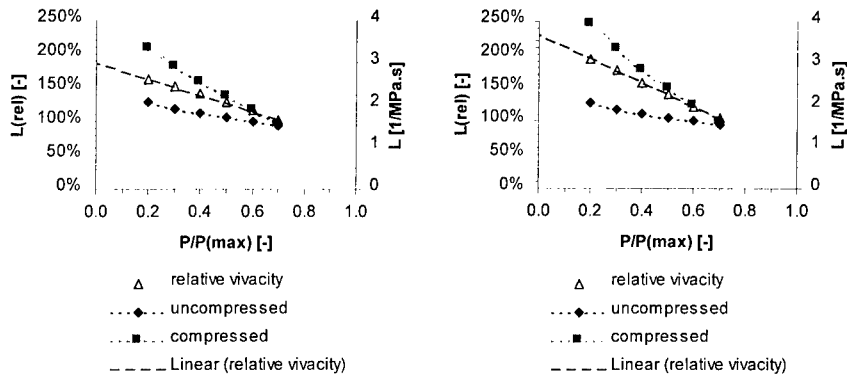 250%
200%
150%
100%
50%
0%
L(rel) [-]
4
3
2
1
0
L [1/MPa.s]
0.0 0.2 0.4 0.6 0.8 1.0
P/P(max) [-]
relative vivacity
uncompressed
compressed
Linear (relative vivacity)
250%
200%
150%
100%
50%
0%
L(rel) [-]
4
3
2
1
0
L [1/MPa.s]
0.0 0.2 0.4 0.6 0.8 1.0
P/P(max) [-]
relative vivacity
uncompressed
compressed
Linear (relative vivacity)